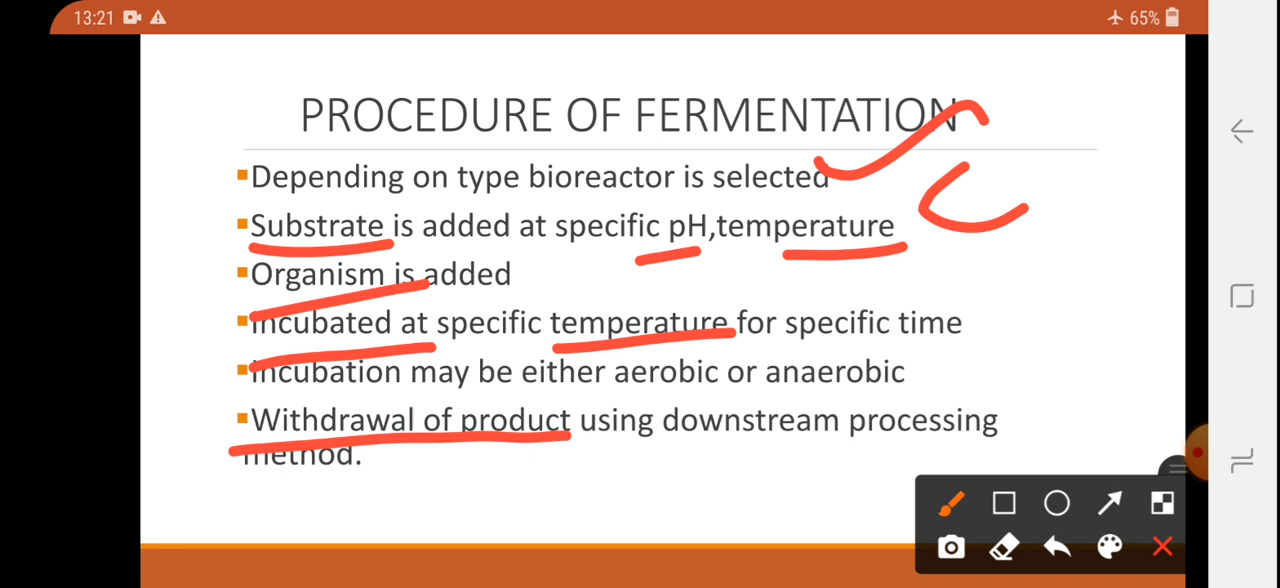 13:21
65%
PROCEDURE OF FERMENTATION
▪Depending on type bioreactor is selected
▪Substrate is added at specific pH,temperature
▪Organism is added
▪Incubated at specific temperature for specific time
▪Incubation may be either aerobic or anaerobic
▪Withdrawal of product using downstream processing
method.